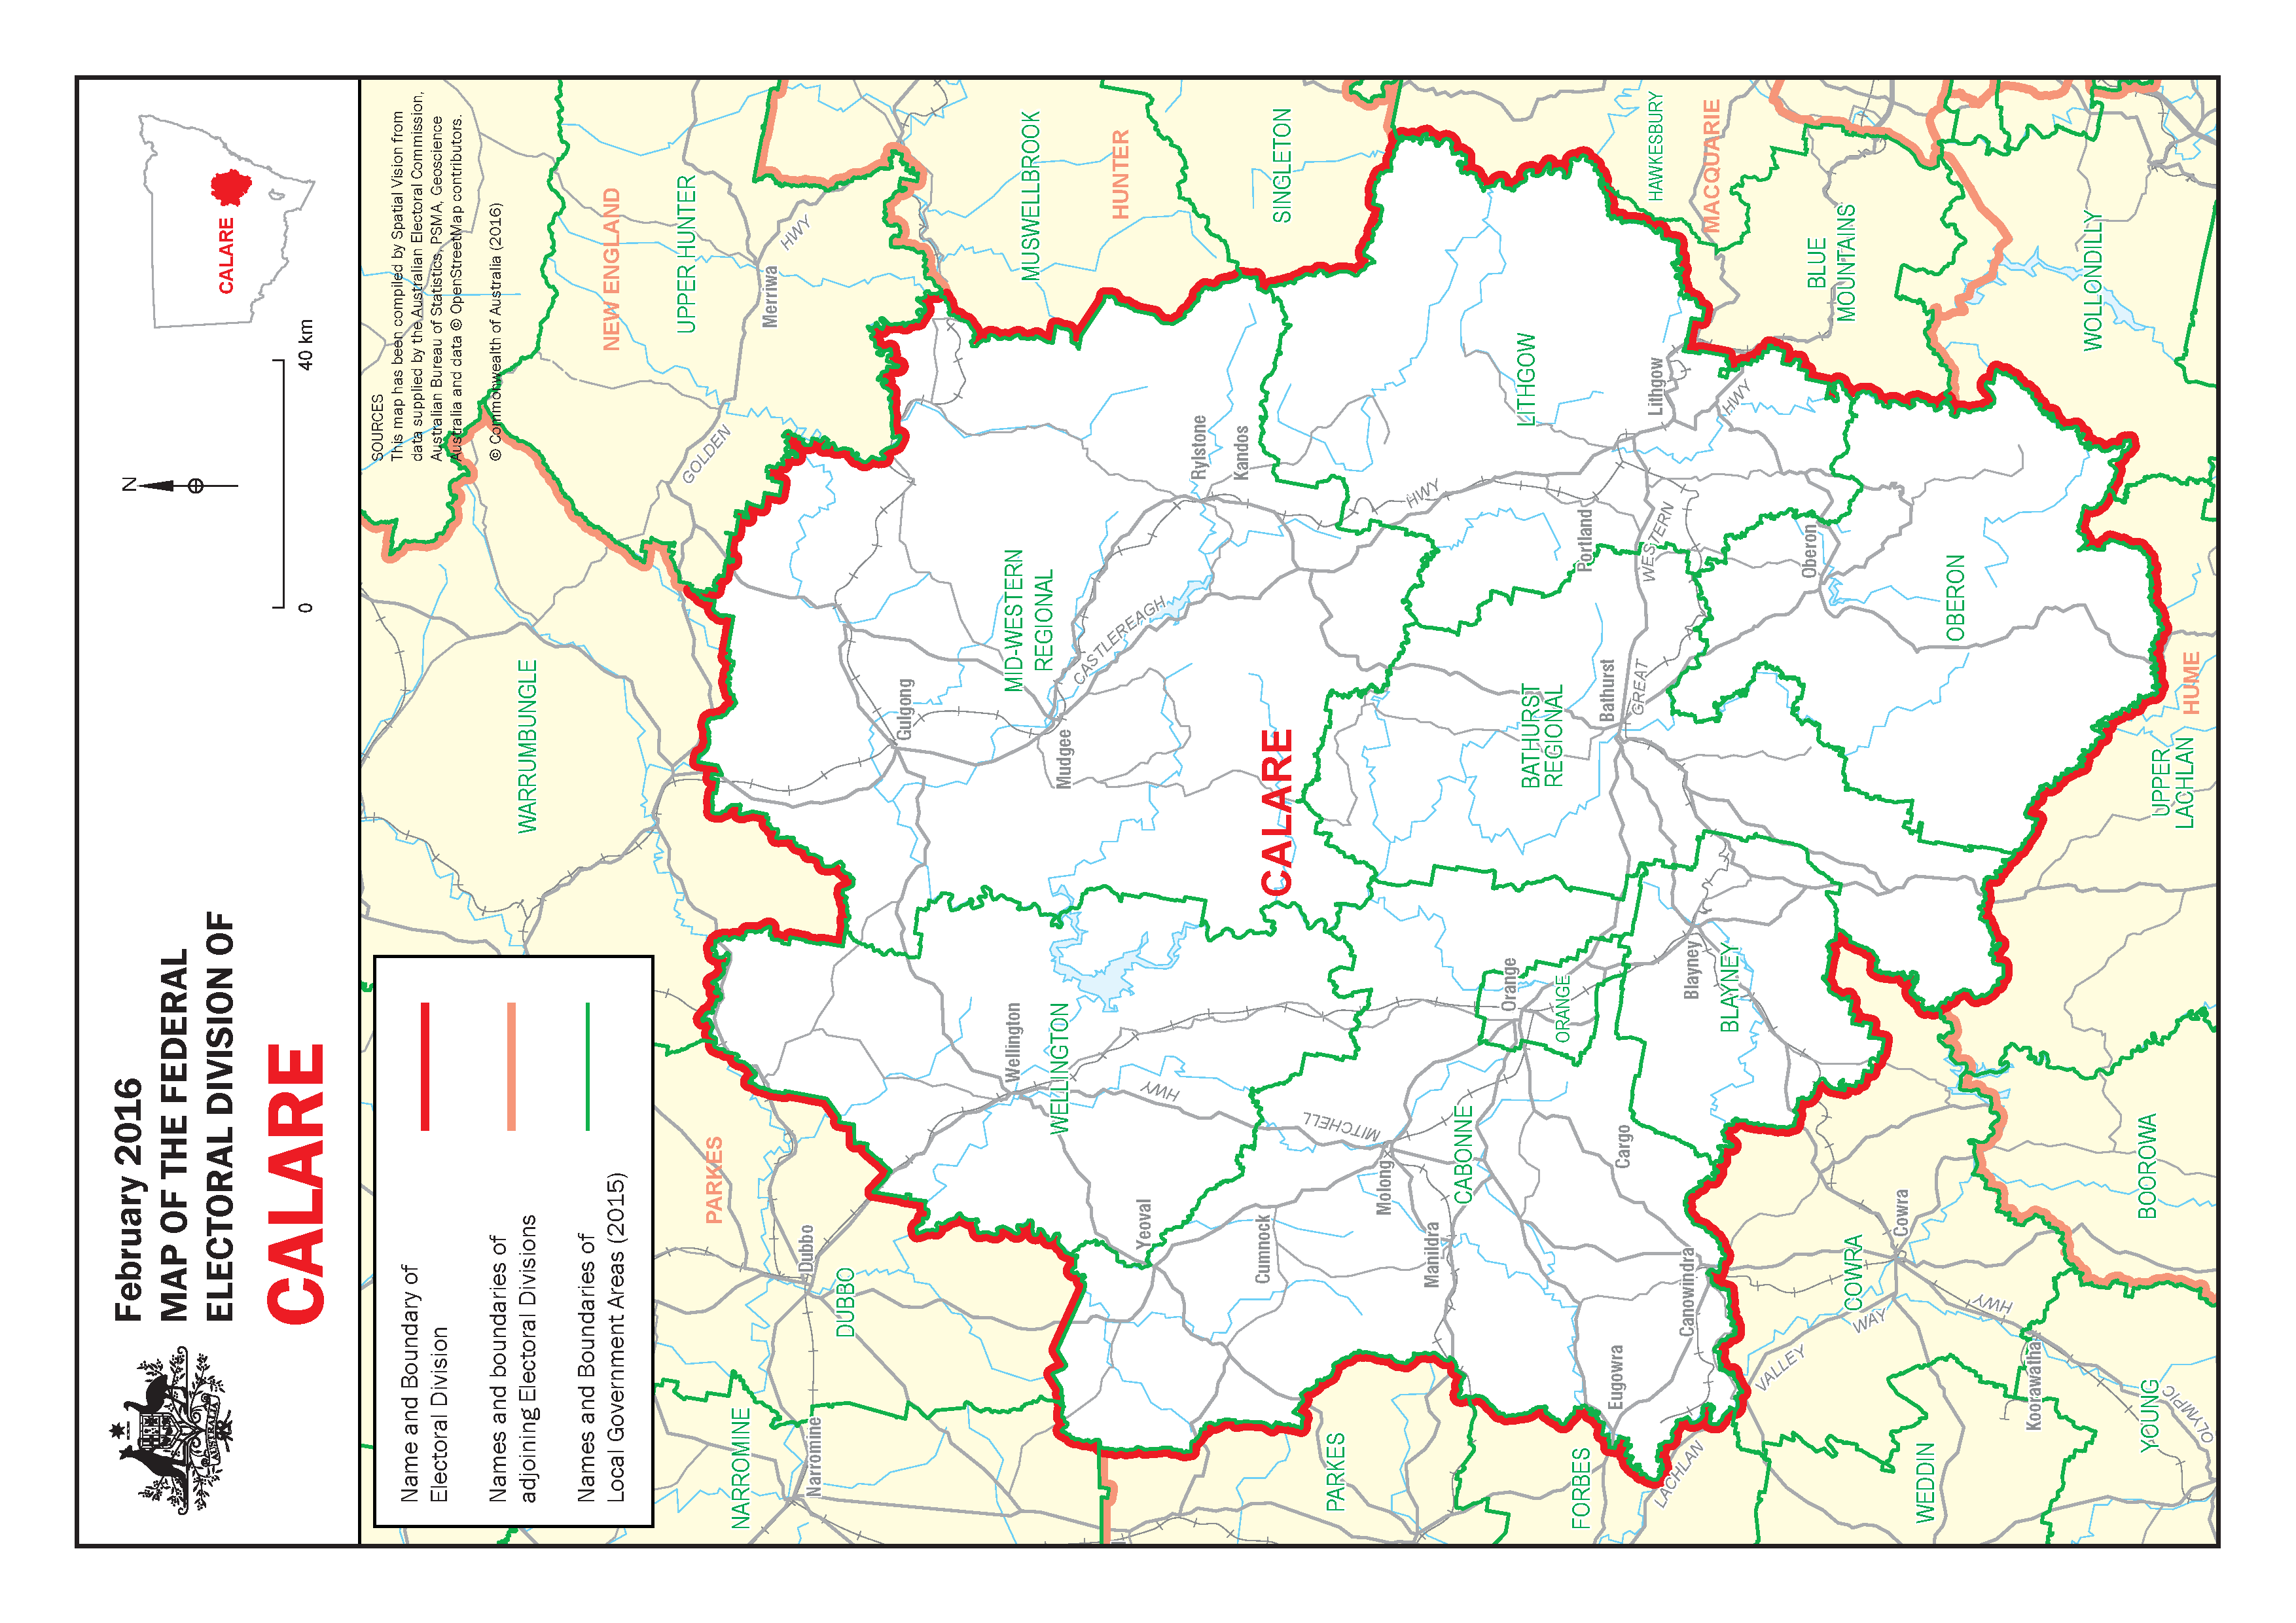 February 2016
MAP OF THE FEDERAL
ELECTORAL DIVISION OF
CALARE
N
0
40 km
CALARE
Name and Boundary of
Electoral Division
Names and boundaries of
adjoining Electoral Divisions
Names and Boundaries of
Local Government Areas (2015)
SOURCES
This map has been compiled by Spatial Vision from
data supplied by the Australian Electoral Commission,
Australian Bureau of Statistics, PSMA, Geoscience
Australia and data © OpenStreetMap contributors.
© Commonwealth of Australia (2016)
WARRUMBUNGLE
NEW ENGLAND
UPPER HUNTER
GOLDEN
HWY
Merriwa
PARKES
Dubbo
DUBBO
NARROMINE
Narromine
Gulgong
MID-WESTERN
REGIONAL
Mudgee
CASTLEREAGH
HWY
MUSWELLBROOK
HUNTER
Wellington
WELLINGTON
Yeoval
HWY
MITCHELL
Rylstone
Kandos
SINGLETON
CALARE
Cumnock
PARKES
Molong
Manildra
CABONNE
Orange
ORANGE
BATHURST
REGIONAL
Bathurst
GREAT
WESTERN
HWY
Portland
LITHGOW
Lithgow
HAWKESBURY
MACQUARIE
BLUE
MOUNTAINS
FORBES
Eugowra
Cargo
Canowindra
Blayney
BLAYNEY
Oberon
OBERON
LACHLAN
VALLEY
WAY
COWRA
Cowra
HWY
WEDDIN
Koorawatha
YOUNG
OLYMPIC
BOOROWA
UPPER
LACHLAN
HUME
WOLLONDILLY
AUSTRALIA